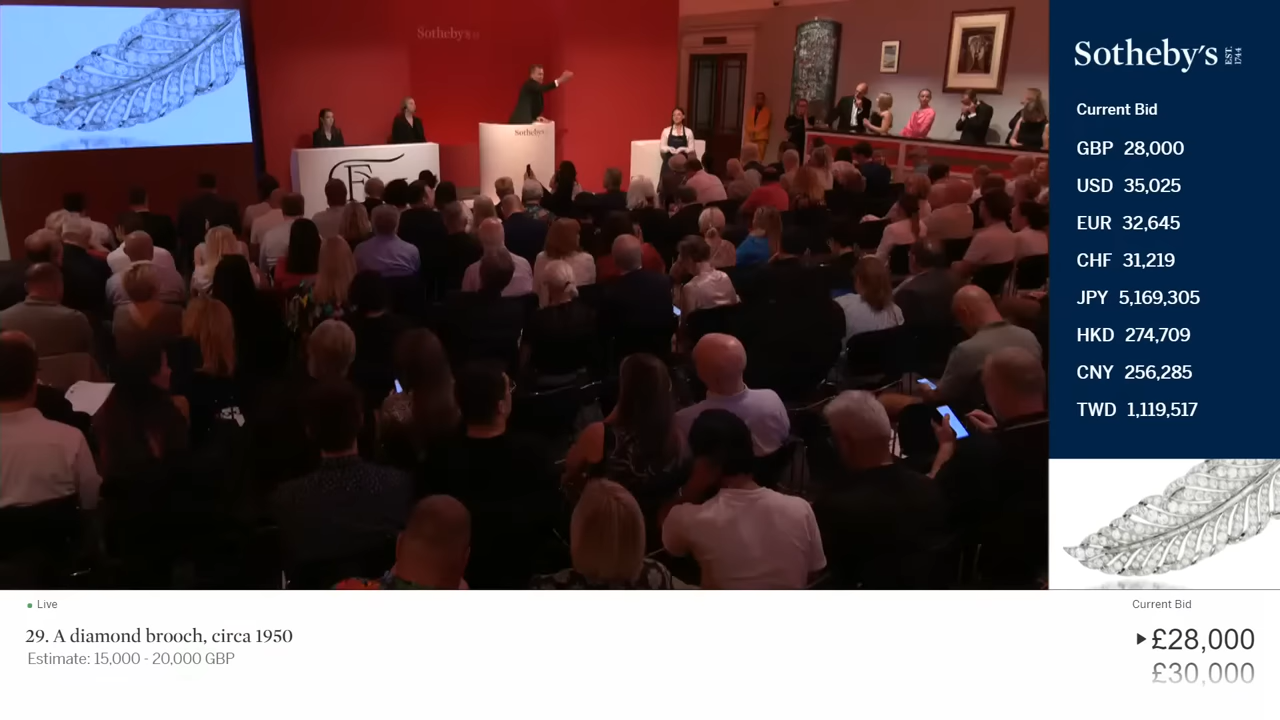 Sotheby's
Sotheby's
Sotheby's EST. 1744
Current Bid
GBP 28,000
USD 35,025
EUR 32,645
CHF 31,219
JPY 5,169,305
HKD 274,709
CNY 256,285
TWD 1,119,517
Live
29. A diamond brooch, circa 1950
Estimate: 15,000 - 20,000 GBP
Current Bid
£28,000
£30,000